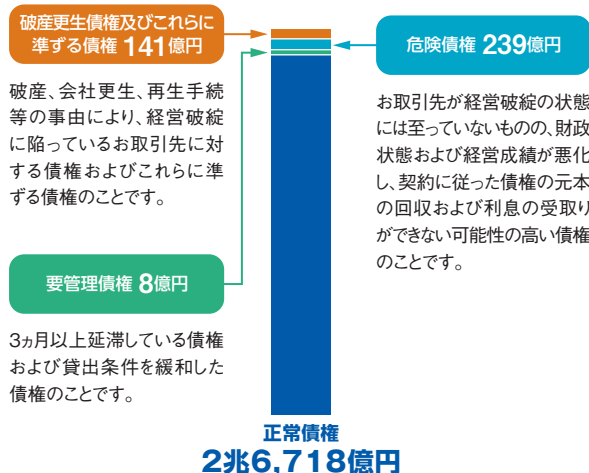 破産更生債権及びこれらに
準ずる債権 141億円
破産、会社更生、再生手続
等の事由により、経営破綻
に陥っているお取引先に対
する債権およびこれらに準
ずる債権のことです。
危険債権 239億円
お取引先が経営破綻の状態
には至っていないものの、財政
状態および経営成績が悪化
し、契約に従った債権の元本
の回収および利息の受取り
ができない可能性の高い債権
のことです。
要管理債権 8億円
3ヵ月以上延滞している債権
および貸出条件を緩和した
債権のことです。
正常債権
2兆6,718億円